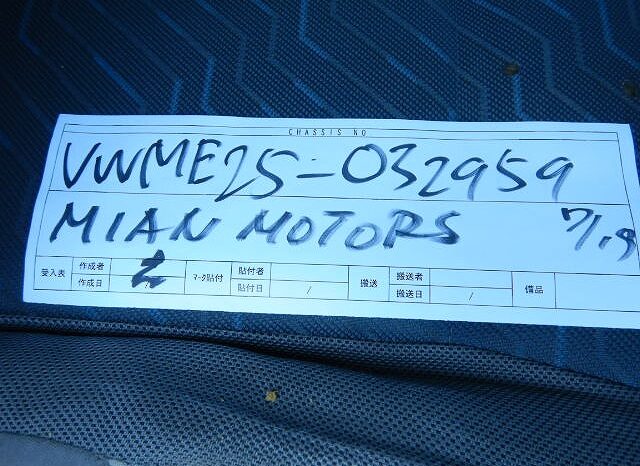 CHASSIS NO
VWME25-032959
MIAN MOTORS 7/19
受入表 作成者 マーク貼付 貼付者 搬送 搬送者 備品
作成日 貼付日 / 搬送日 /